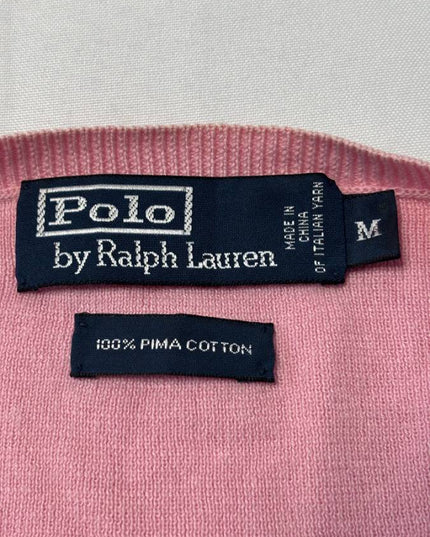 Polo
by Ralph Lauren
MADE IN
CHINA
OF ITALIAN YARN
M
100% PIMA COTTON